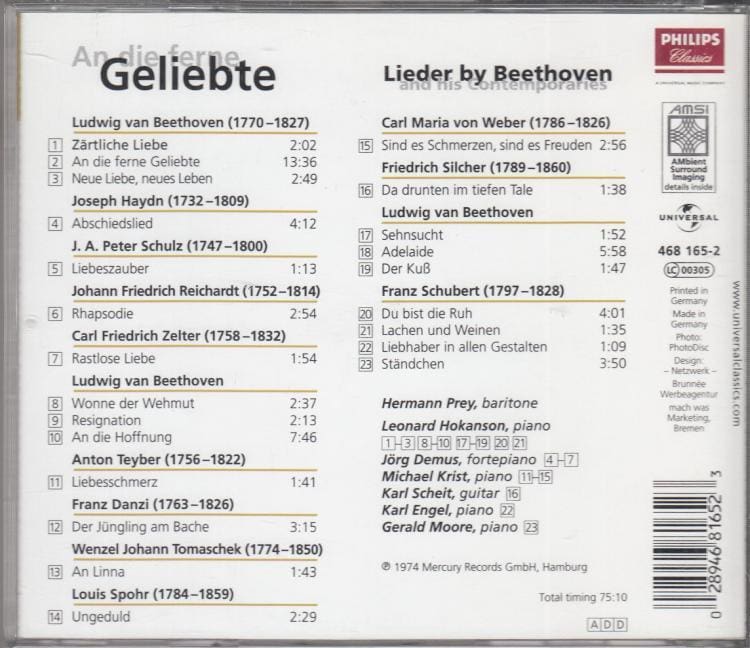 An die ferne
Geliebte
Ludwig van Beethoven (1770–1827)
1 Zärtliche Liebe 2:02
2 An die ferne Geliebte 13:36
3 Neue Liebe, neues Leben 2:49
Joseph Haydn (1732–1809)
4 Abschiedslied 4:12
J. A. Peter Schulz (1747–1800)
5 Liebeszauber 1:13
Johann Friedrich Reichardt (1752–1814)
6 Rhapsodie 2:54
Carl Friedrich Zelter (1758–1832)
7 Rastlose Liebe 1:54
Ludwig van Beethoven
8 Wonne der Wehmut 2:37
9 Resignation 2:13
10 An die Hoffnung 7:46
Anton Teyber (1756–1822)
11 Liebesschmerz 1:41
Franz Danzi (1763–1826)
12 Der Jüngling am Bache 3:15
Wenzel Johann Tomaschek (1774–1850)
13 An Linna 1:43
Louis Spohr (1784–1859)
14 Ungeduld 2:29
Lieder by Beethoven
and his Contemporaries
Carl Maria von Weber (1786–1826)
15 Sind es Schmerzen, sind es Freuden 2:56
Friedrich Silcher (1789–1860)
16 Da drunten im tiefen Tale 1:38
Ludwig van Beethoven
17 Sehnsucht 1:52
18 Adelaide 5:58
19 Der Kuß 1:47
Franz Schubert (1797–1828)
20 Du bist die Ruh 4:01
21 Lachen und Weinen 1:35
22 Liebhaber in allen Gestalten 1:09
23 Ständchen 3:50
Hermann Prey, baritone
Leonard Hokanson, piano
1–3 8–10 17–19 20 21
Jörg Demus, fortepiano 4–7
Michael Krist, piano 11–15
Karl Scheit, guitar 16
Karl Engel, piano 22
Gerald Moore, piano 23
℗ 1974 Mercury Records GmbH, Hamburg
Total timing 75:10
ADD
PHILIPS
Classics
A UNIVERSAL MUSIC COMPANY
AMSI
AMbient
Surround
Imaging
details inside
UNIVERSAL
468 165-2
LC 00305
Printed in
Germany
Made in
Germany
Photo:
PhotoDisc
Design:
– Netzwerk –
Brunnée
Werbeagentur
mach was
Marketing,
Bremen
www.universalclassics.com
0 28946 81652 3